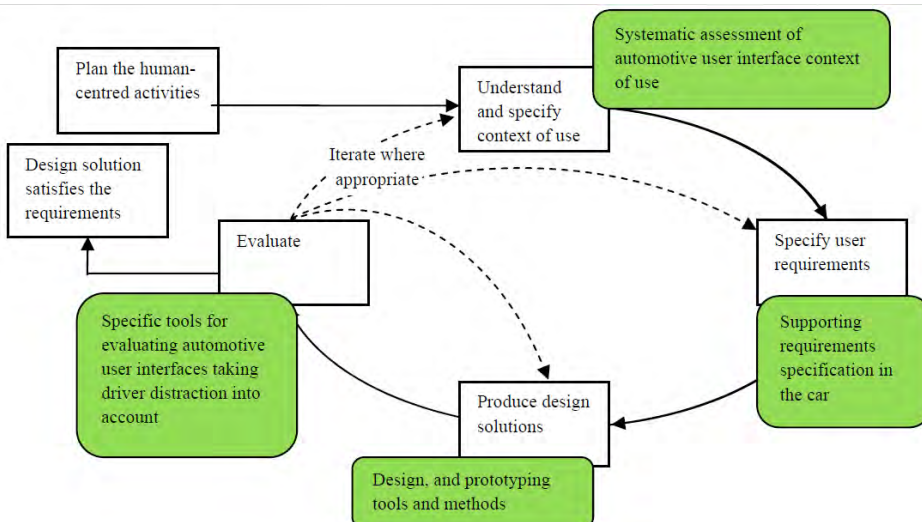 Plan the human-
centred activities
Understand
and specify
context of use
Systematic assessment of
automotive user interface context
of use
Design solution
satisfies the
requirements
Iterate where
appropriate
Evaluate
Specify user
requirements
Specific tools for
evaluating automotive
user interfaces taking
driver distraction into
account
Supporting
requirements
specification in
the car
Produce design
solutions
Design, and prototyping
tools and methods